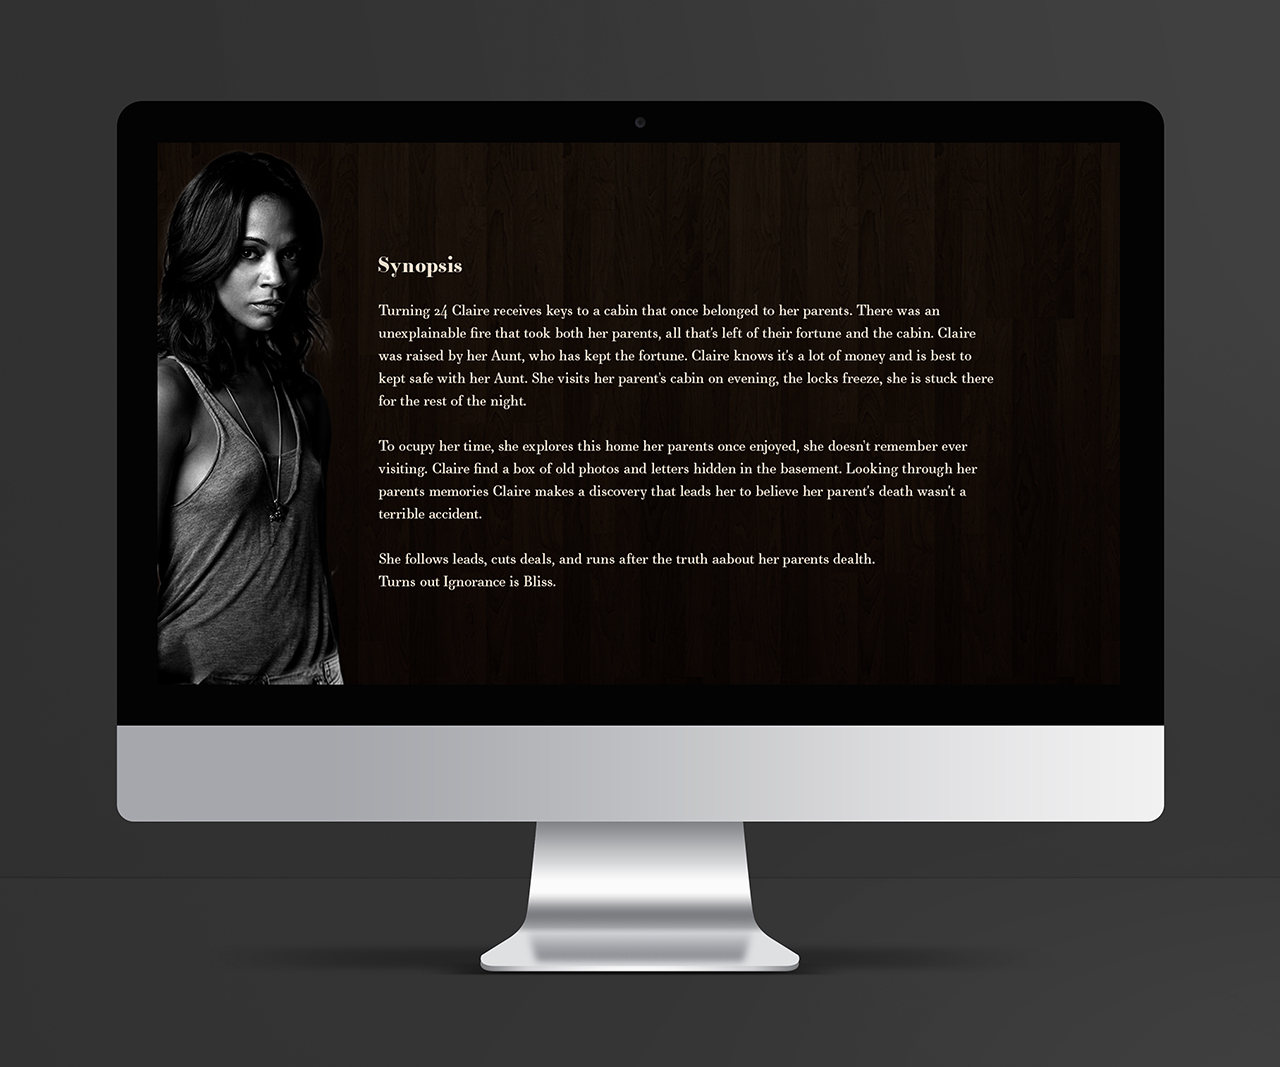 Synopsis
Turning 24 Claire receives keys to a cabin that once belonged to her parents. There was an
unexplainable fire that took both her parents, all that's left of their fortune and the cabin. Claire
was raised by her Aunt, who has kept the fortune. Claire knows it's a lot of money and is best to
kept safe with her Aunt. She visits her parent's cabin on evening, the locks freeze, she is stuck there
for the rest of the night.
To ocupy her time, she explores this home her parents once enjoyed, she doesn't remember ever
visiting. Claire find a box of old photos and letters hidden in the basement. Looking through her
parents memories Claire makes a discovery that leads her to believe her parent's death wasn't a
terrible accident.
She follows leads, cuts deals, and runs after the truth aabout her parents dealth.
Turns out Ignorance is Bliss.